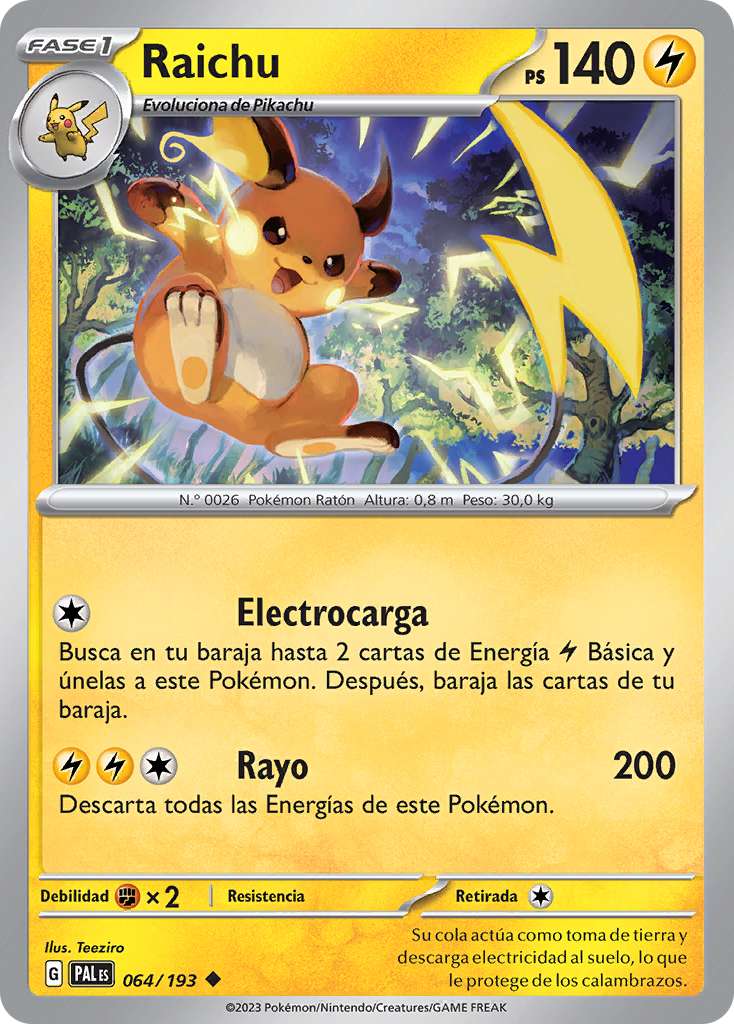 FASE 1
Raichu
PS 140
Evoluciona de Pikachu
N.º 0026 Pokémon Ratón Altura: 0,8 m Peso: 30,0 kg
Electrocarga
Busca en tu baraja hasta 2 cartas de Energía Básica y
únelas a este Pokémon. Después, baraja las cartas de tu
baraja.
Rayo 200
Descarta todas las Energías de este Pokémon.
Debilidad ×2 Resistencia Retirada
Ilus. Teeziro
Su cola actúa como toma de tierra y
descarga electricidad al suelo, lo que
le protege de los calambrazos.
G PAL ES 064/193
©2023 Pokémon/Nintendo/Creatures/GAME FREAK